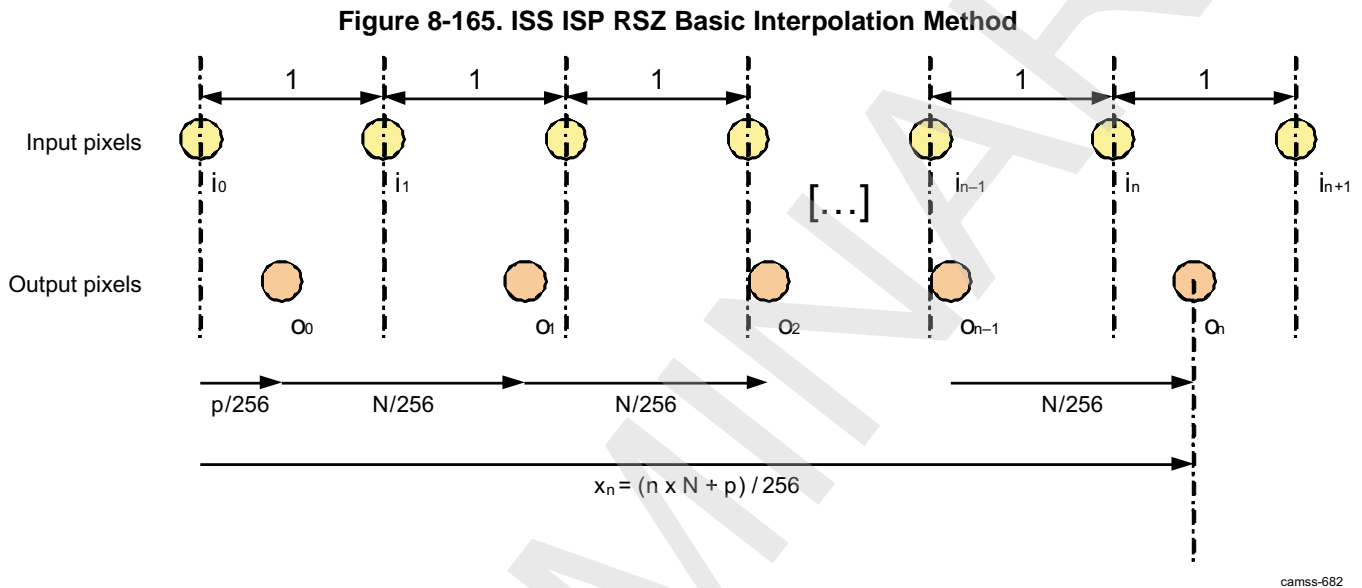 Figure 8-165. ISS ISP RSZ Basic Interpolation Method
1 1 1 1 1
Input pixels
i0 i1 in–1 in in+1
[...]
Output pixels
o0 o1 o2 on–1 on
p/256 N/256 N/256 N/256
xn = (n x N + p) / 256
camss-682